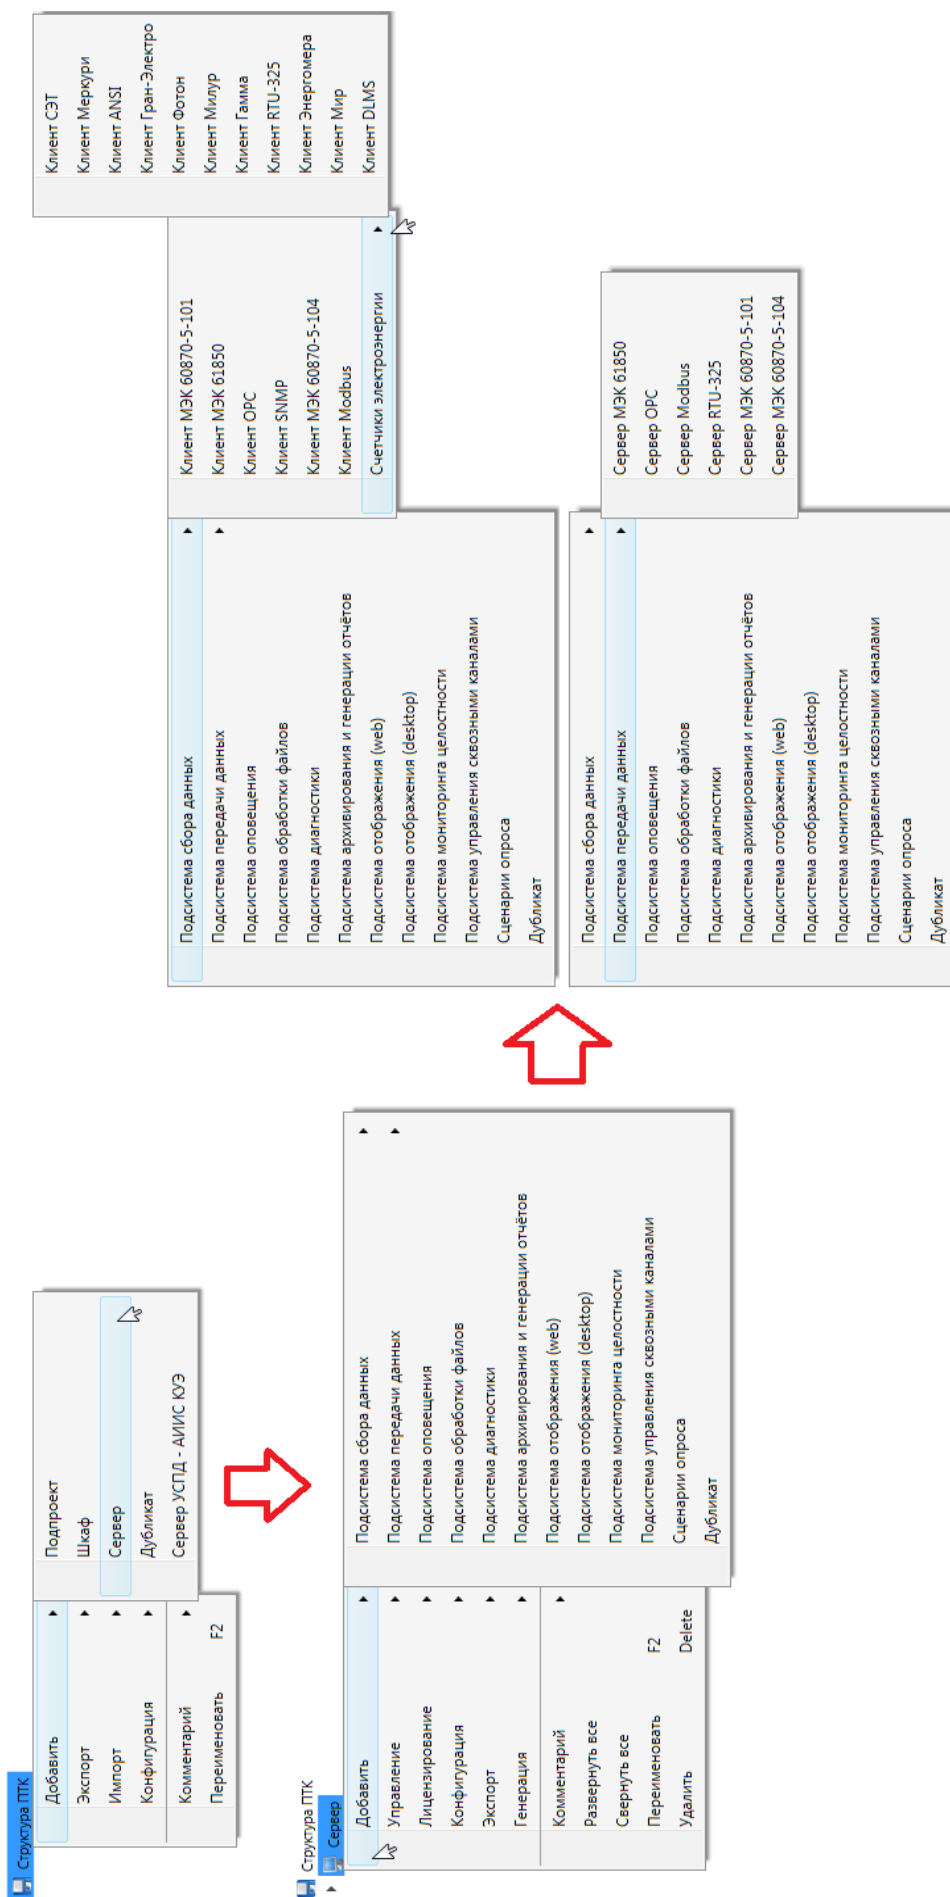 Структура ПТК
Добавить
Экспорт
Импорт
Конфигурация
Комментарий
Переименовать F2
Подпроект
Шкаф
Сервер
Дубликат
Сервер УСПД - АИИС КУЭ
Структура ПТК
Сервер
Добавить
Управление
Лицензирование
Конфигурация
Экспорт
Генерация
Комментарий
Развернуть все
Свернуть все
Переименовать F2
Удалить Delete
Подсистема сбора данных
Подсистема передачи данных
Подсистема оповещения
Подсистема обработки файлов
Подсистема диагностики
Подсистема архивирования и генерации отчётов
Подсистема отображения (web)
Подсистема отображения (desktop)
Подсистема мониторинга целостности
Подсистема управления сквозными каналами
Сценарии опроса
Дубликат
Подсистема сбора данных
Подсистема передачи данных
Подсистема оповещения
Подсистема обработки файлов
Подсистема диагностики
Подсистема архивирования и генерации отчётов
Подсистема отображения (web)
Подсистема отображения (desktop)
Подсистема мониторинга целостности
Подсистема управления сквозными каналами
Сценарии опроса
Дубликат
Клиент МЭК 60870-5-101
Клиент МЭК 61850
Клиент OPC
Клиент SNMP
Клиент МЭК 60870-5-104
Клиент Modbus
Счетчики электроэнергии
Клиент СЭТ
Клиент Меркури
Клиент ANSI
Клиент Гран-Электро
Клиент Фотон
Клиент Милур
Клиент Гамма
Клиент RTU-325
Клиент Энергомера
Клиент Мир
Клиент DLMS
Подсистема сбора данных
Подсистема передачи данных
Подсистема оповещения
Подсистема обработки файлов
Подсистема диагностики
Подсистема архивирования и генерации отчётов
Подсистема отображения (web)
Подсистема отображения (desktop)
Подсистема мониторинга целостности
Подсистема управления сквозными каналами
Сценарии опроса
Дубликат
Сервер МЭК 61850
Сервер OPC
Сервер Modbus
Сервер RTU-325
Сервер МЭК 60870-5-101
Сервер МЭК 60870-5-104